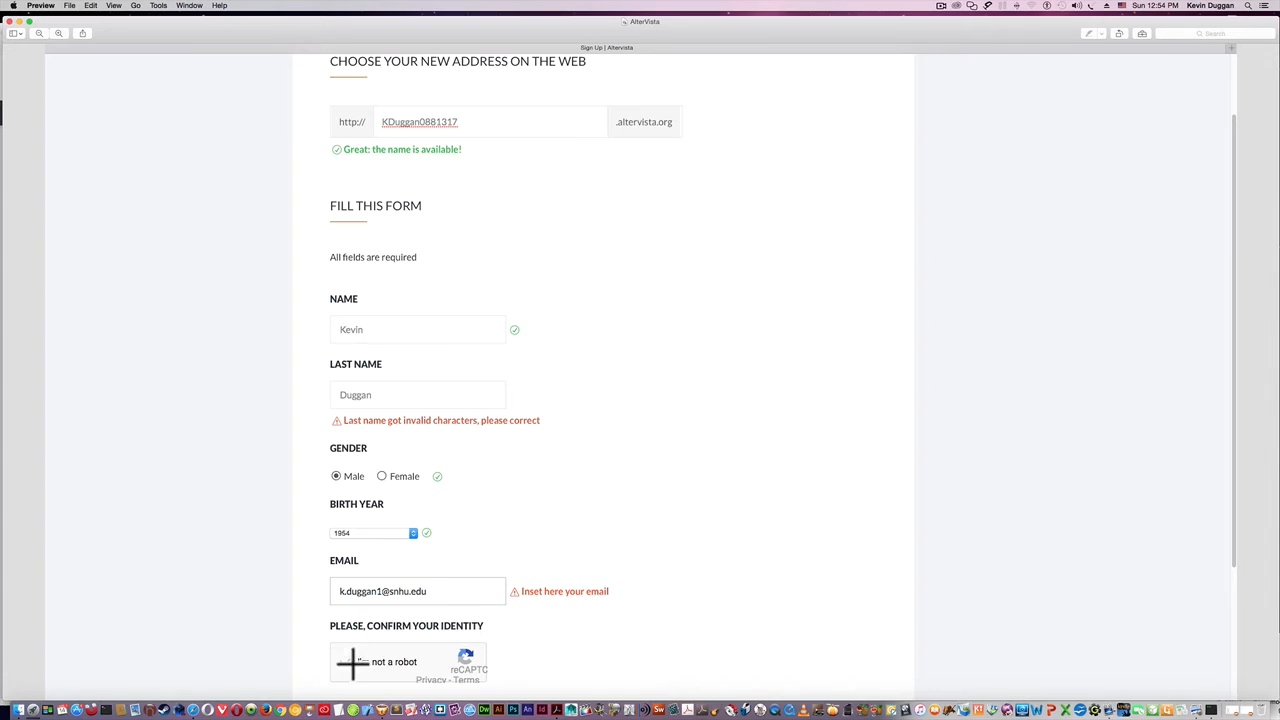 Preview File Edit View Go Tools Window Help Sun 12:54 PM Kevin Duggan
AlterVista
Search
Sign Up | Altervista
CHOOSE YOUR NEW ADDRESS ON THE WEB
http:// KDuggan0881317 .altervista.org
Great: the name is available!
FILL THIS FORM
All fields are required
NAME
Kevin
LAST NAME
Duggan
Last name got invalid characters, please correct
GENDER
Male Female
BIRTH YEAR
1954
EMAIL
k.duggan1@snhu.edu Inset here your email
PLEASE, CONFIRM YOUR IDENTITY
not a robot
reCAPTC
Privacy - Terms